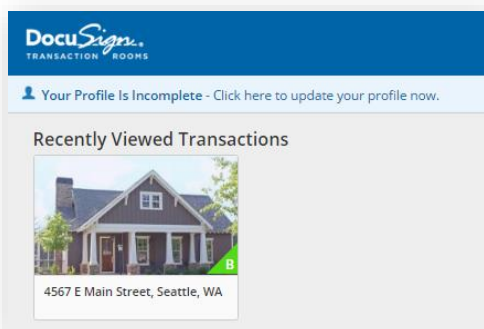 DocuSign.
TRANSACTION ROOMS
Your Profile Is Incomplete - Click here to update your profile now.
Recently Viewed Transactions
B
4567 E Main Street, Seattle, WA